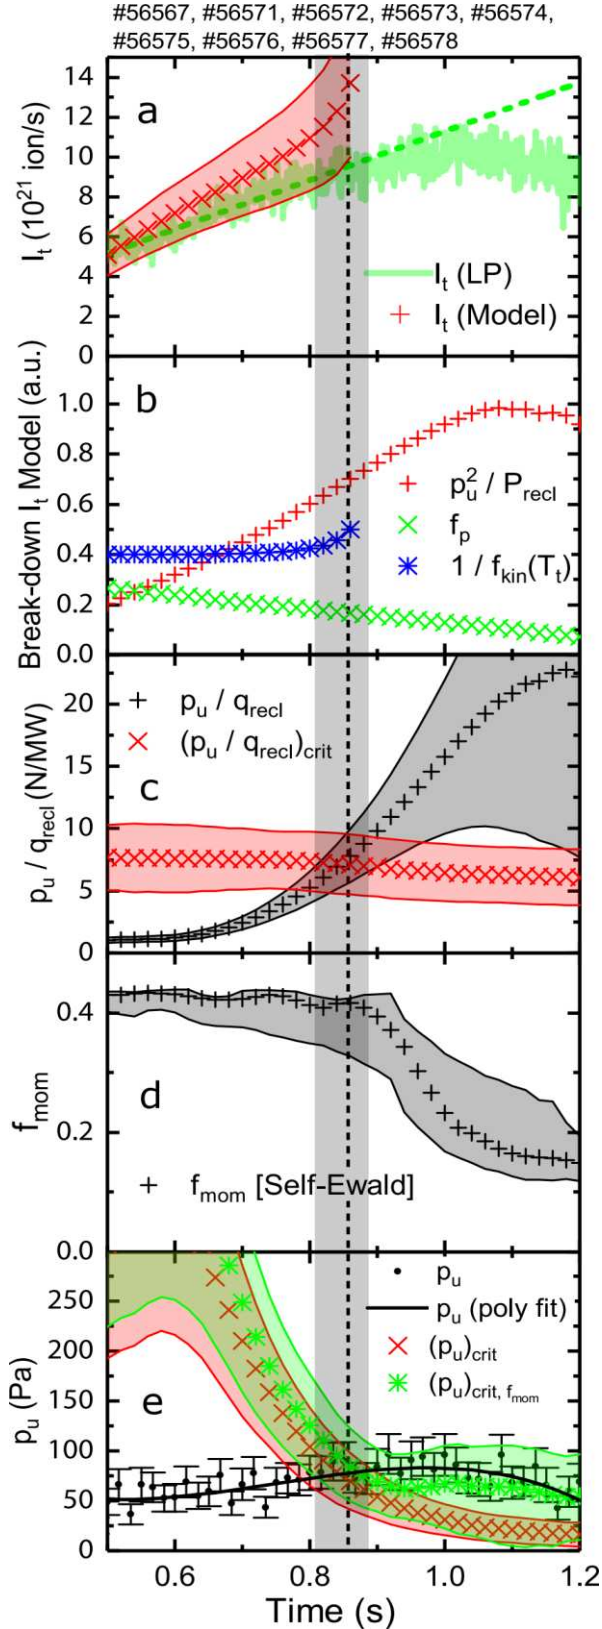 #56567, #56571, #56572, #56573, #56574,
#56575, #56576, #56577, #56578
a
I_t (10^21 ion/s)
14
12
10
8
6
4
2
0
I_t (LP)
I_t (Model)
b
Break-down I_t Model (a.u.)
1.0
0.8
0.6
0.4
0.2
0.0
p_u^2 / P_recl
f_p
1 / f_kin(T_t)
c
p_u / q_recl (N/MW)
20
15
10
5
0
p_u / q_recl
(p_u / q_recl)_crit
d
f_mom
0.4
0.2
0.0
f_mom [Self-Ewald]
e
p_u (Pa)
250
200
150
100
50
0
p_u
p_u (poly fit)
(p_u)_crit
(p_u)_crit, f_mom
0.6
0.8
1.0
1.2
Time (s)